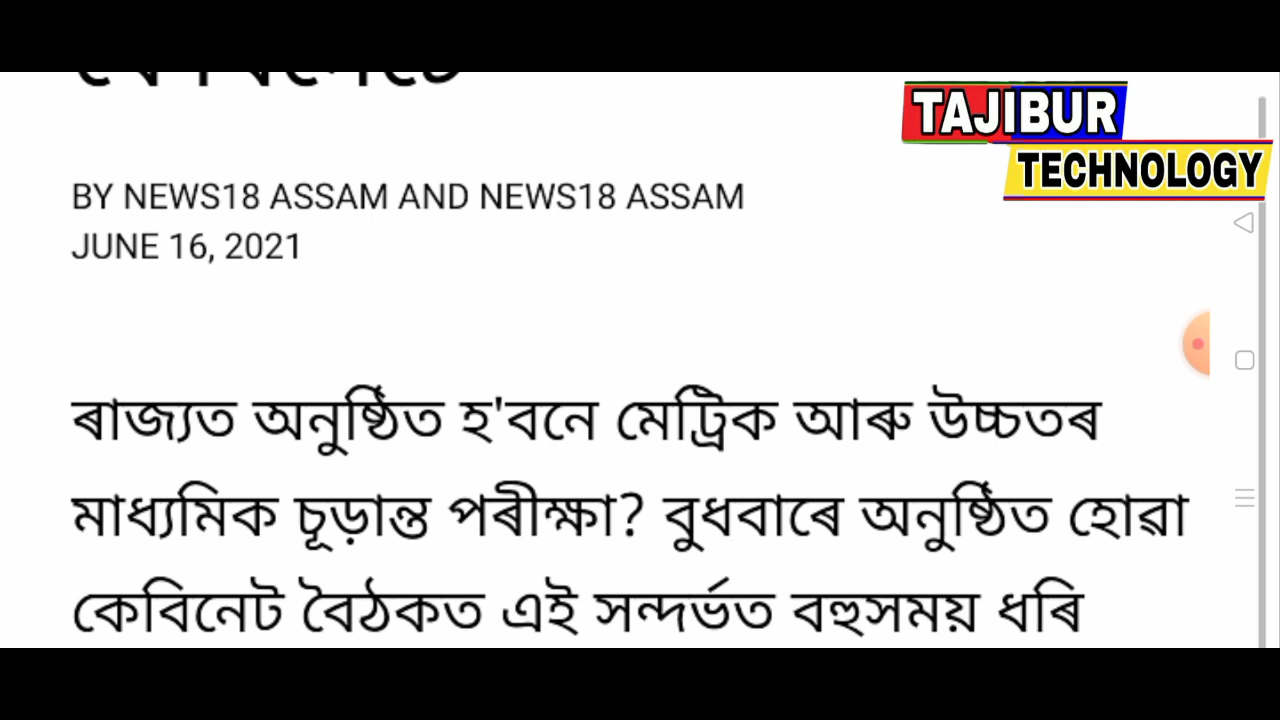 TAJIBUR
TECHNOLOGY
BY NEWS18 ASSAM AND NEWS18 ASSAM
JUNE 16, 2021
ৰাজ্যত অনুষ্ঠিত হ'বনে মেট্ৰিক আৰু উচ্চতৰ
মাধ্যমিক চূড়ান্ত পৰীক্ষা? বুধবাৰে অনুষ্ঠিত হোৱা
কেবিনেট বৈঠকত এই সন্দৰ্ভত বহুসময় ধৰি